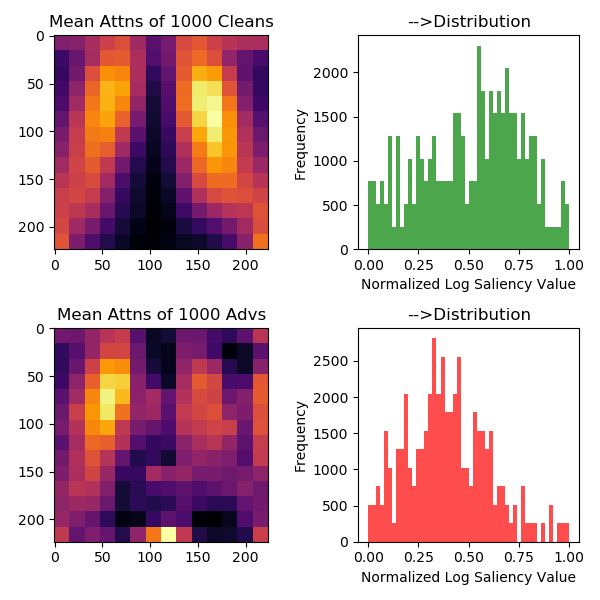 Mean Attns of 1000 Cleans
-->Distribution
0
50
100
150
200
0 50 100 150 200
Frequency
2000
1500
1000
500
0
0.00 0.25 0.50 0.75 1.00
Normalized Log Saliency Value
Mean Attns of 1000 Advs
-->Distribution
0
50
100
150
200
0 50 100 150 200
Frequency
2500
2000
1500
1000
500
0
0.00 0.25 0.50 0.75 1.00
Normalized Log Saliency Value